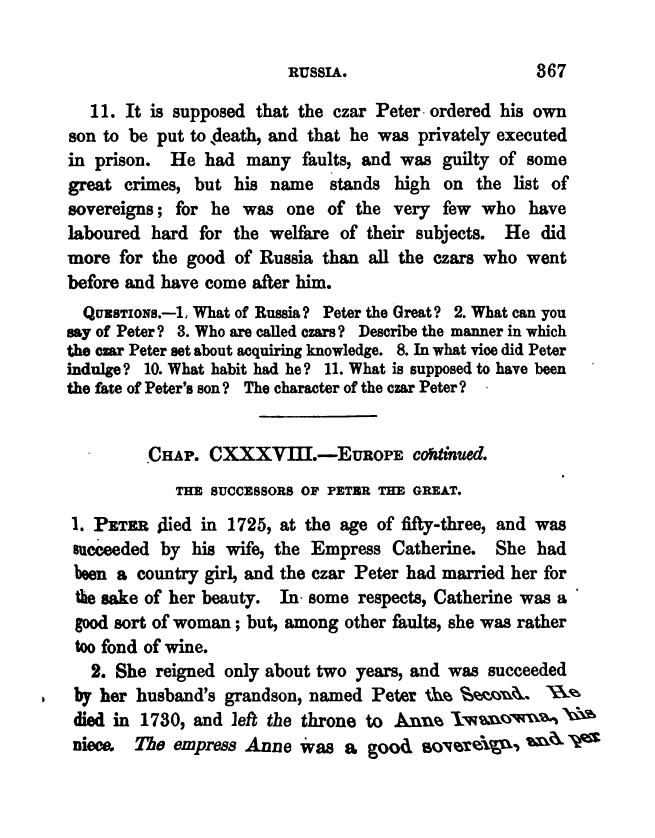 RUSSIA. 367
11. It is supposed that the czar Peter ordered his own
son to be put to death, and that he was privately executed
in prison. He had many faults, and was guilty of some
great crimes, but his name stands high on the list of
sovereigns; for he was one of the very few who have
laboured hard for the welfare of their subjects. He did
more for the good of Russia than all the czars who went
before and have come after him.
QUESTIONS.—1. What of Russia? Peter the Great? 2. What can you
say of Peter? 3. Who are called czars? Describe the manner in which
the czar Peter set about acquiring knowledge. 8. In what vice did Peter
indulge? 10. What habit had he? 11. What is supposed to have been
the fate of Peter's son? The character of the czar Peter?
CHAP. CXXXVIII.—EUROPE continued.
THE SUCCESSORS OF PETER THE GREAT.
1. PETER died in 1725, at the age of fifty-three, and was
succeeded by his wife, the Empress Catherine. She had
been a country girl, and the czar Peter had married her for
the sake of her beauty. In some respects, Catherine was a
good sort of woman; but, among other faults, she was rather
too fond of wine.
2. She reigned only about two years, and was succeeded
by her husband's grandson, named Peter the Second. He
died in 1730, and left the throne to Anne Iwanowna, his
niece. The empress Anne was a good sovereign, and per